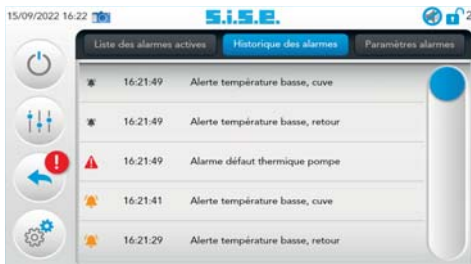 15/09/2022 16:22
s.i.s.e.
2
Liste des alarmes actives
Historique des alarmes
Paramètres alarmes
16:21:49 Alerte température basse, cuve
16:21:49 Alerte température basse, retour
16:21:49 Alarme défaut thermique pompe
16:21:41 Alerte température basse, cuve
16:21:29 Alerte température basse, retour